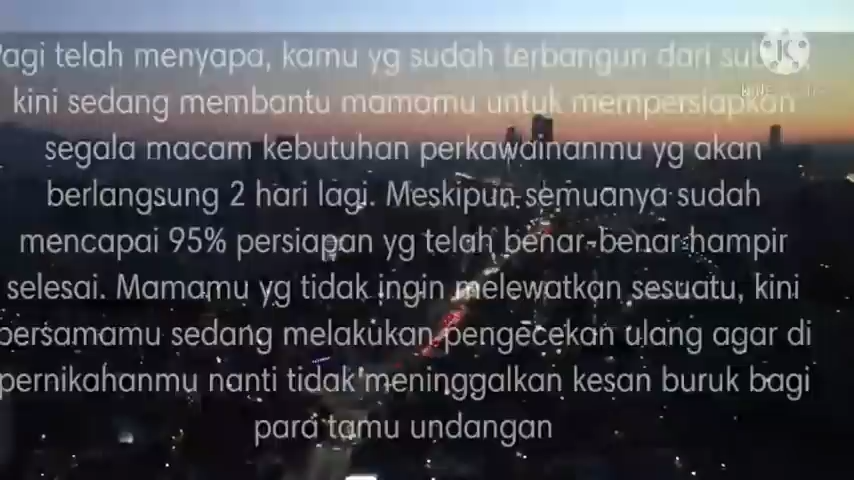 Pagi telah menyapa, kamu yg sudah terbangun dari
kini sedang membantu mamamu untuk mempersiapkan
segala macam kebutuhan perkawainanmu yg akan
berlangsung 2 hari lagi. Meskipun semuanya sudah
mencapai 95% persiapan yg telah benar-benar hampir
selesai. Mamamu yg tidak ingin melewatkan sesuatu, kini
bersamamu sedang melakukan pengecekan ulang agar di
pernikahanmu nanti tidak meninggalkan kesan buruk bagi
para tamu undangan